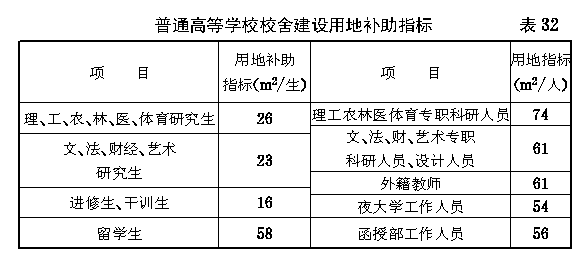 普通高等学校校舍建设用地补助指标 表32
项 目 用地补助指标(m²/生) 项 目 用地指标(m²/人)
理、工、农、林、医、体育研究生 26 理工农林医体育专职科研人员 74
文、法、财经、艺术研究生 23 文、法、财、艺术专职科研人员、设计人员 61
外籍教师 61
进修生、干训生 16 夜大学工作人员 54
留学生 58 函授部工作人员 56